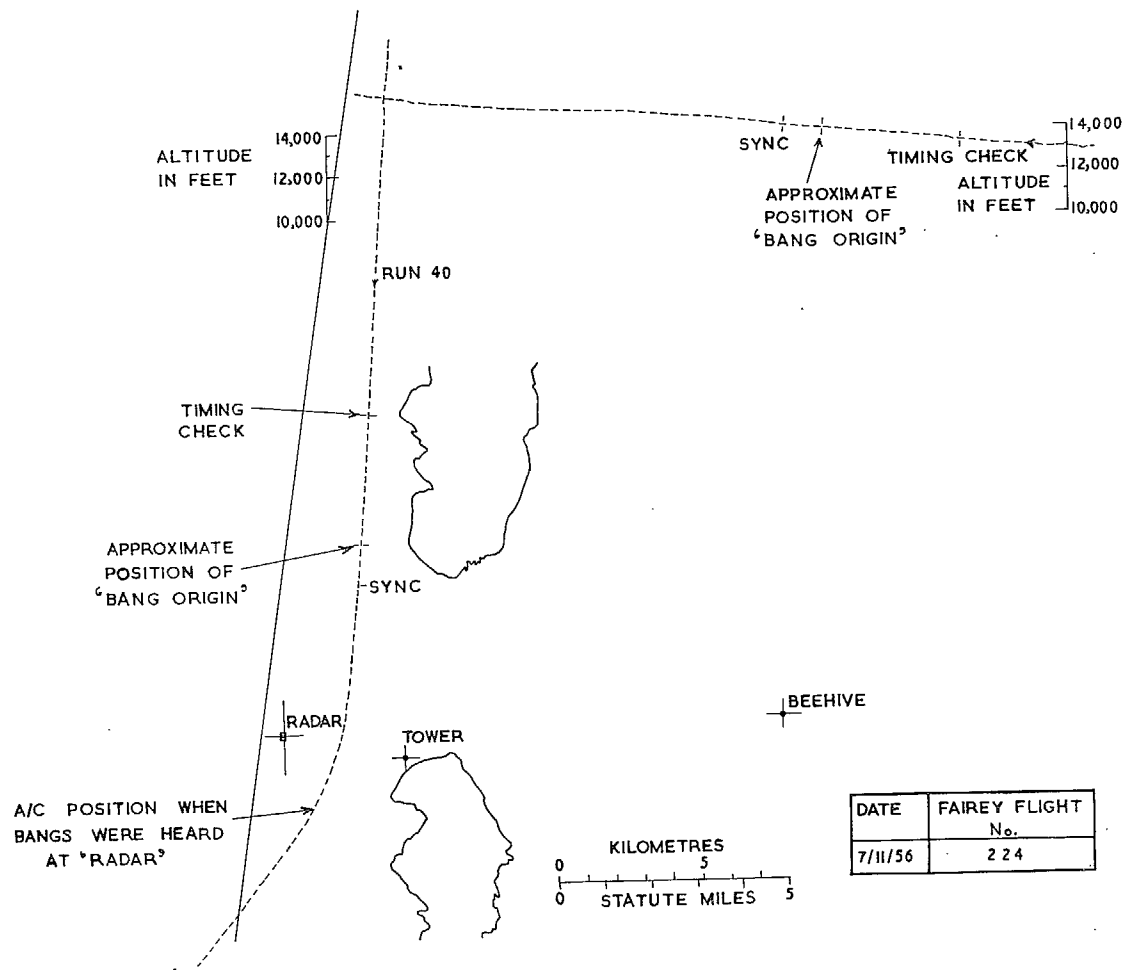 14,000
ALTITUDE
IN FEET
12,000
10,000
SYNC
TIMING CHECK
14,000
12,000
ALTITUDE
IN FEET
10,000
APPROXIMATE
POSITION OF
‘BANG ORIGIN’
RUN 40
TIMING
CHECK
APPROXIMATE
POSITION OF
‘BANG ORIGIN’
SYNC
RADAR
TOWER
BEEHIVE
A/C POSITION WHEN
BANGS WERE HEARD
AT ‘RADAR’
KILOMETRES
0 5
0 5
STATUTE MILES
DATE FAIREY FLIGHT
No.
7/11/56 224